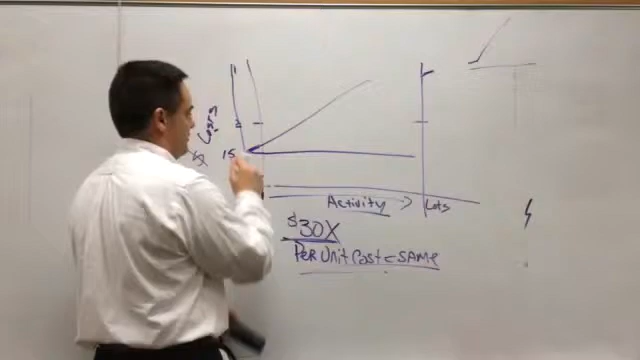 Costs
15
Activity
Lots
$30X
Per Unit Cost = SAME